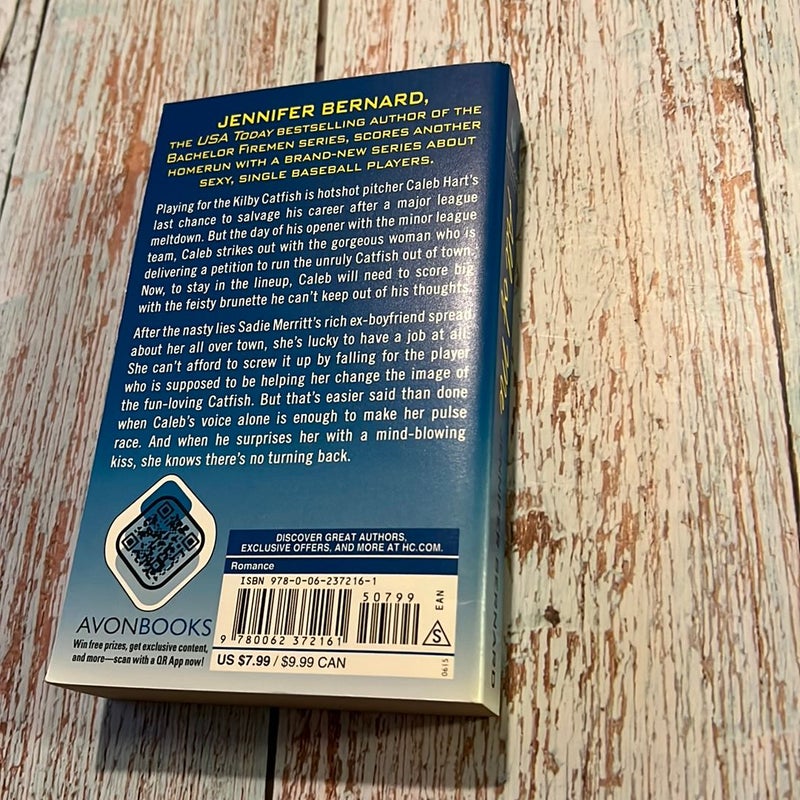 JENNIFER BERNARD,
THE USA TODAY BESTSELLING AUTHOR OF THE
BACHELOR FIREMEN SERIES, SCORES ANOTHER
HOMERUN WITH A BRAND-NEW SERIES ABOUT
SEXY, SINGLE BASEBALL PLAYERS.
Playing for the Kilby Catfish is hotshot pitcher Caleb Hart's
last chance to salvage his career after a major league
meltdown. But the day of his opener with the minor league
team, Caleb strikes out with the gorgeous woman who is
delivering a petition to run the unruly Catfish out of town.
Now, to stay in the lineup, Caleb will need to score big
with the feisty brunette he can't keep out of his thoughts.
After the nasty lies Sadie Merritt's rich ex-boyfriend spread
about her all over town, she's lucky to have a job at all.
She can't afford to screw it up by falling for the player
who is supposed to be helping her change the image of
the fun-loving Catfish. But that's easier said than done
when Caleb's voice alone is enough to make her pulse
race. And when he surprises her with a mind-blowing
kiss, she knows there's no turning back.
AVONBOOKS
Win free prizes, get exclusive content,
and more—scan with a QR App now!
DISCOVER GREAT AUTHORS,
EXCLUSIVE OFFERS, AND MORE AT HC.COM.
Romance
ISBN 978-0-06-237216-1
50799
EAN
9 780062 372161
S
US $7.99 / $9.99 CAN
0615